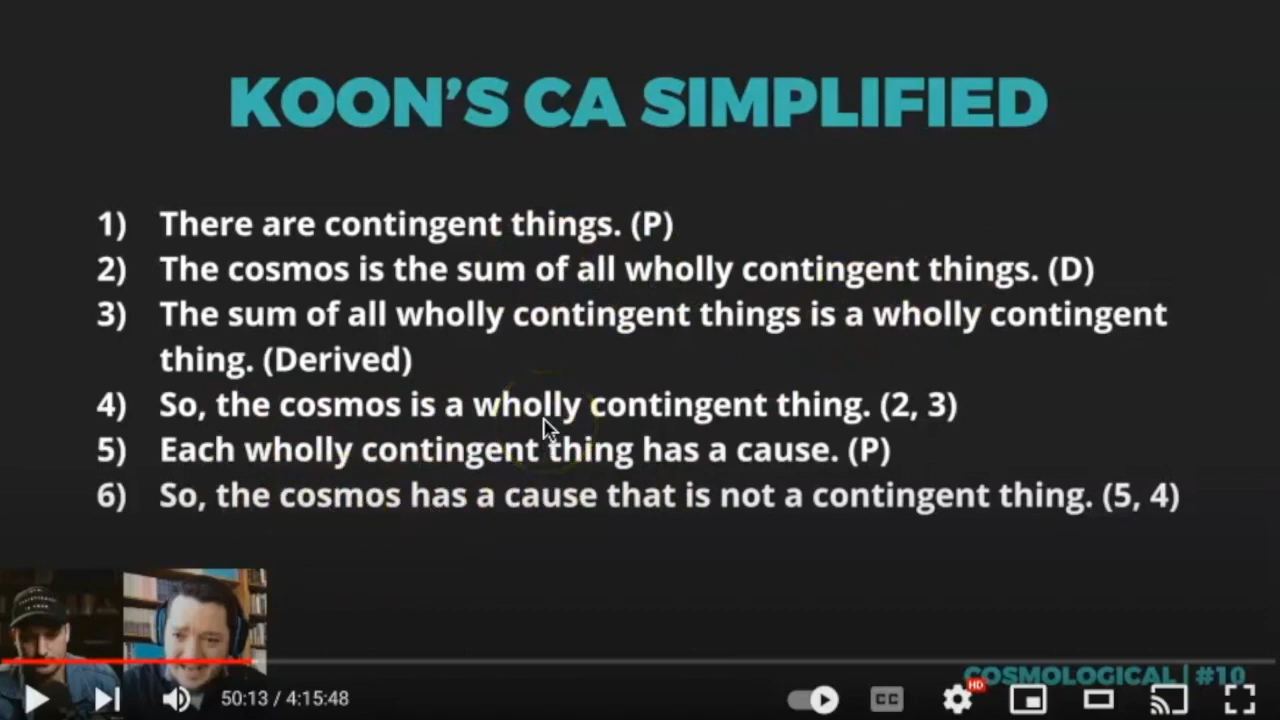 KOON'S CA SIMPLIFIED
1) There are contingent things. (P)
2) The cosmos is the sum of all wholly contingent things. (D)
3) The sum of all wholly contingent things is a wholly contingent
thing. (Derived)
4) So, the cosmos is a wholly contingent thing. (2, 3)
5) Each wholly contingent thing has a cause. (P)
6) So, the cosmos has a cause that is not a contingent thing. (5, 4)
COSMOLOGICAL | #10
50:13 / 4:15:48
CC
HD